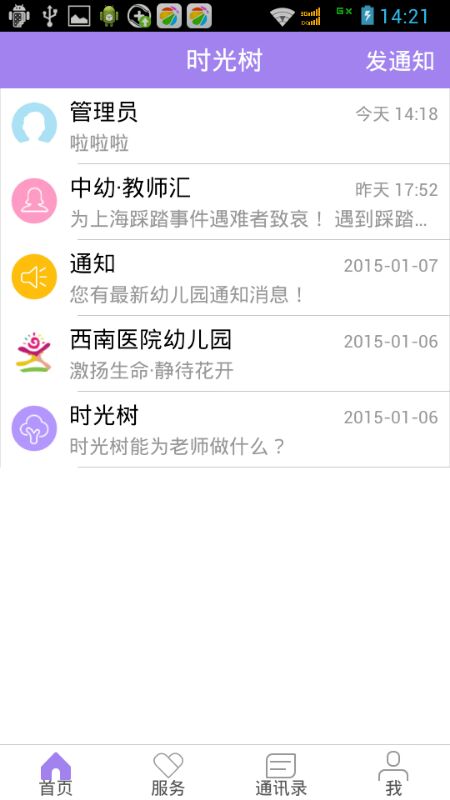 14:21
时光树
发通知
管理员
今天 14:18
啦啦啦
中幼·教师汇
昨天 17:52
为上海踩踏事件遇难者致哀！ 遇到踩踏...
通知
2015-01-07
您有最新幼儿园通知消息！
西南医院幼儿园
2015-01-06
激扬生命·静待花开
时光树
2015-01-06
时光树能为老师做什么？
首页
服务
通讯录
我